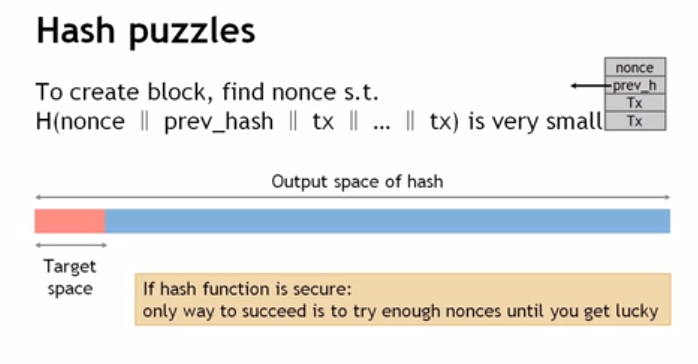 Hash puzzles
To create block, find nonce s.t.
H(nonce ‖ prev_hash ‖ tx ‖ ... ‖ tx) is very small
nonce
prev_h
Tx
Tx
Output space of hash
Target
space
If hash function is secure:
only way to succeed is to try enough nonces until you get lucky